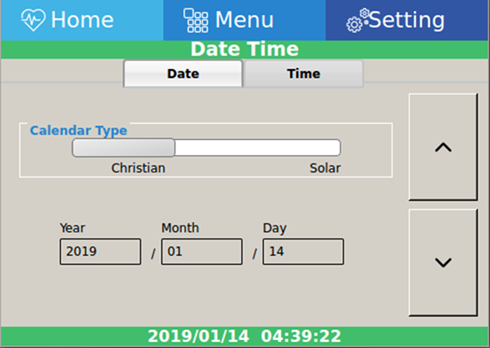 Home Menu Setting
Date Time
Date Time
Calendar Type
Christian Solar
Year Month Day
2019 / 01 / 14
2019/01/14 04:39:22